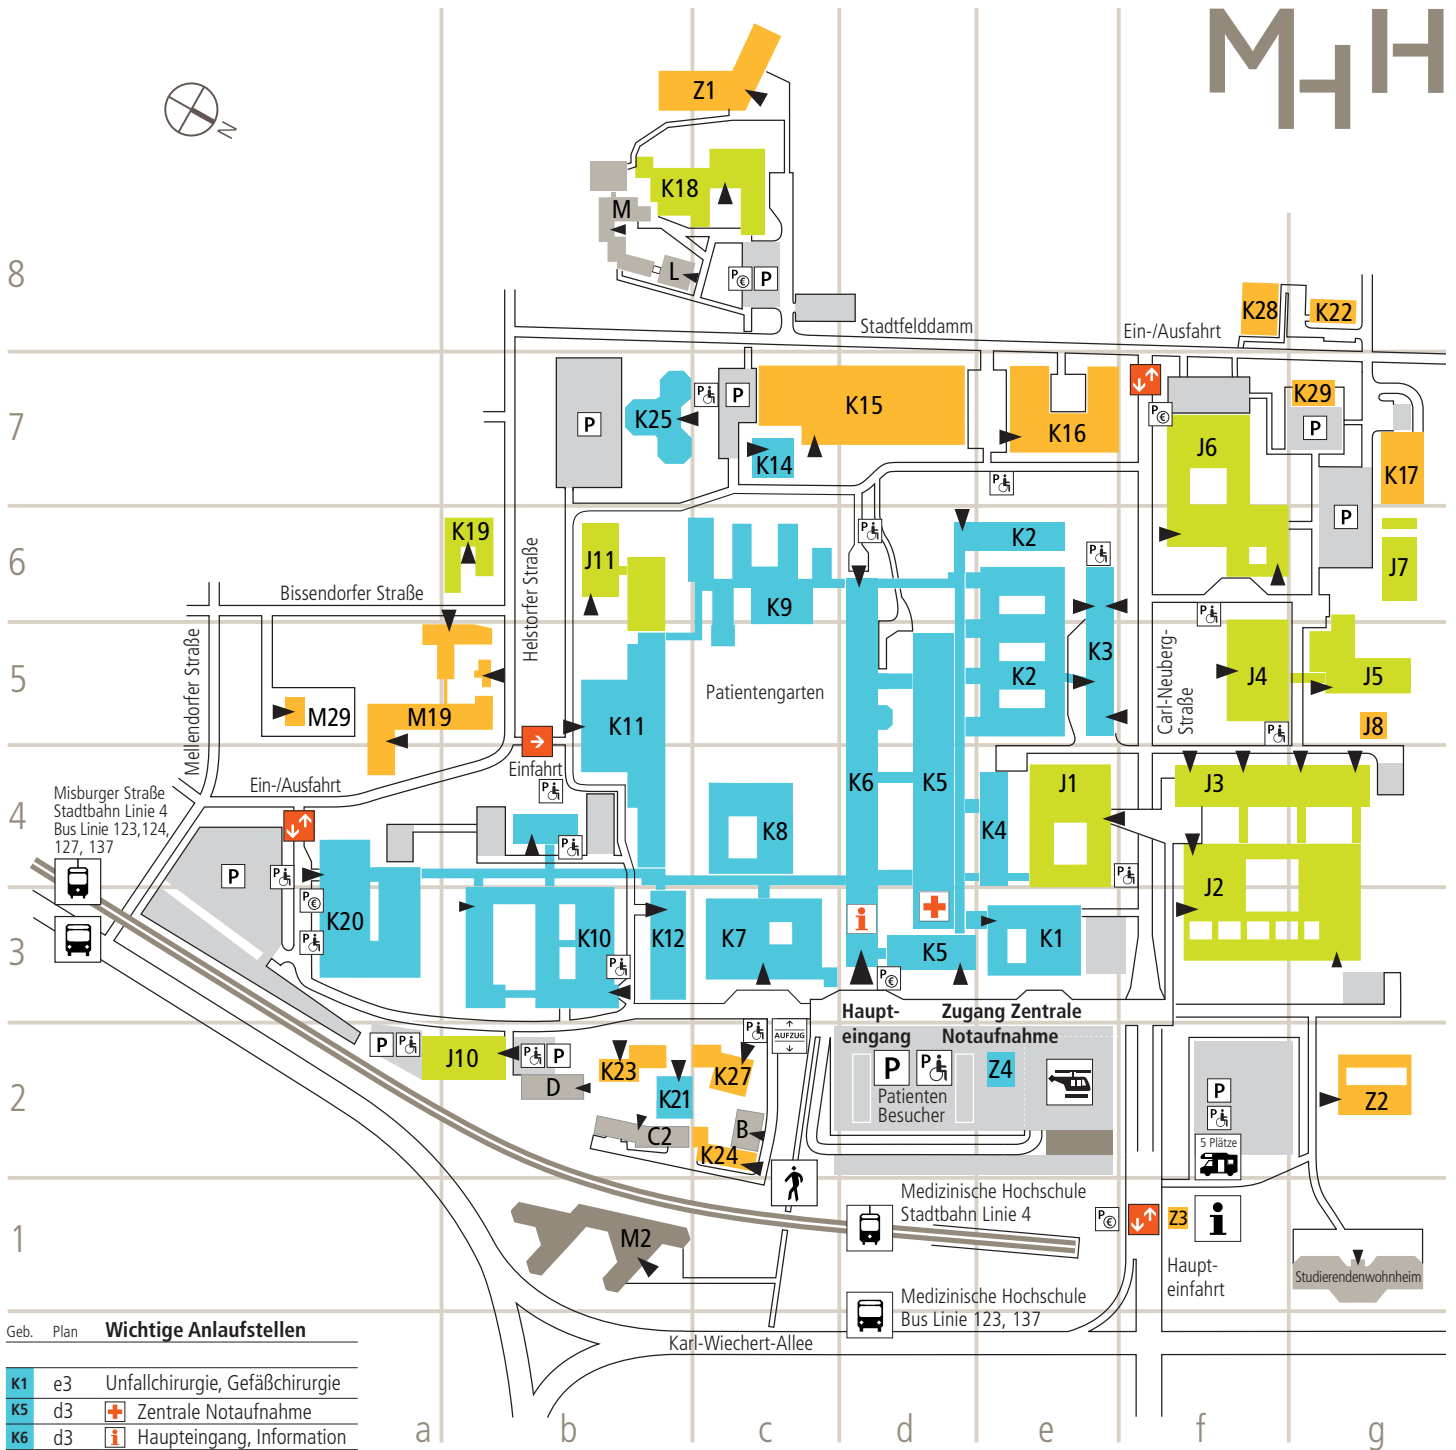 MHH
N
Z1
K18
M
L
P€
P
8
Stadtfelddamm
Ein-/Ausfahrt
K28
K22
7
P
K25
P
P
K15
K14
K16
P€
J6
K29
P
K17
6
K19
J11
K9
P
K2
P
P
P
J7
Bissendorfer Straße
Mellendorfer Straße
Helstorfer Straße
5
M29
M19
K11
Patientengarten
K2
K3
Carl-Neuberg-
Straße
P
J4
J5
J8
P
Einfahrt
Ein-/Ausfahrt
Misburger Straße
Stadtbahn Linie 4
Bus Linie 123,124,
127, 137
4
P
P
K8
K6
K5
K4
J1
J3
P
P
P
J2
3
P€
P
K20
K10
P
K12
K7
i
K5
K1
P€
Haupt-
eingang
Zugang Zentrale
Notaufnahme
P
P
J10
P
P
D
K23
K21
K27
P
AUFZUG
P
P
Patienten
Besucher
Z4
P
P
5 Plätze
Z2
2
C2
B
K24
1
M2
Medizinische Hochschule
Stadtbahn Linie 4
P€
Z3
i
Haupt-
einfahrt
Studierendenwohnheim
Medizinische Hochschule
Bus Linie 123, 137
Karl-Wiechert-Allee
Geb. Plan Wichtige Anlaufstellen
K1 e3 Unfallchirurgie, Gefäßchirurgie
K5 d3 Zentrale Notaufnahme
K6 d3 i Haupteingang, Information
a b c d e f g